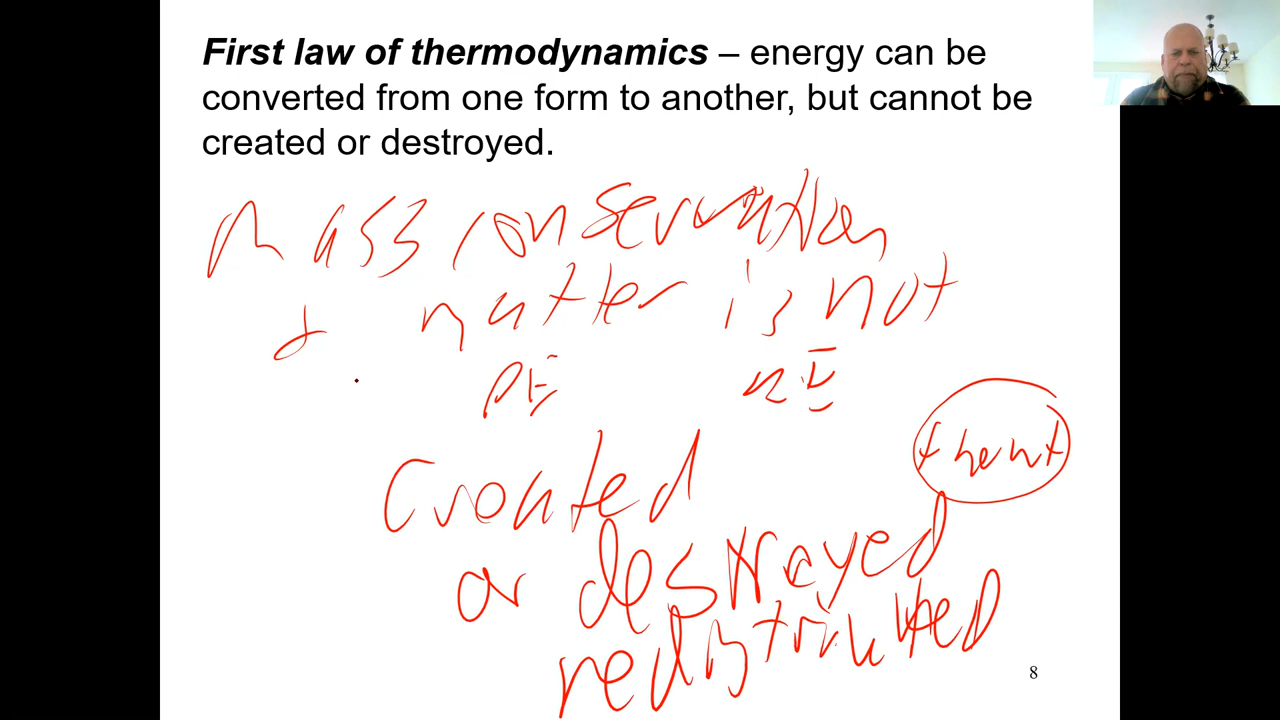 First law of thermodynamics – energy can be
converted from one form to another, but cannot be
created or destroyed.
Mass conservation
matter is not
PE
created
+ heat
or destroyed
redistributed
8